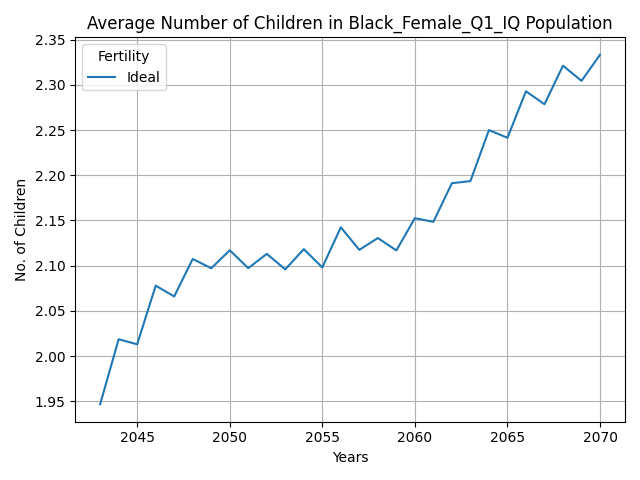 Average Number of Children in Black_Female_Q1_IQ Population
Fertility
Ideal
No. of Children
2.35
2.30
2.25
2.20
2.15
2.10
2.05
2.00
1.95
2045 2050 2055 2060 2065 2070
Years